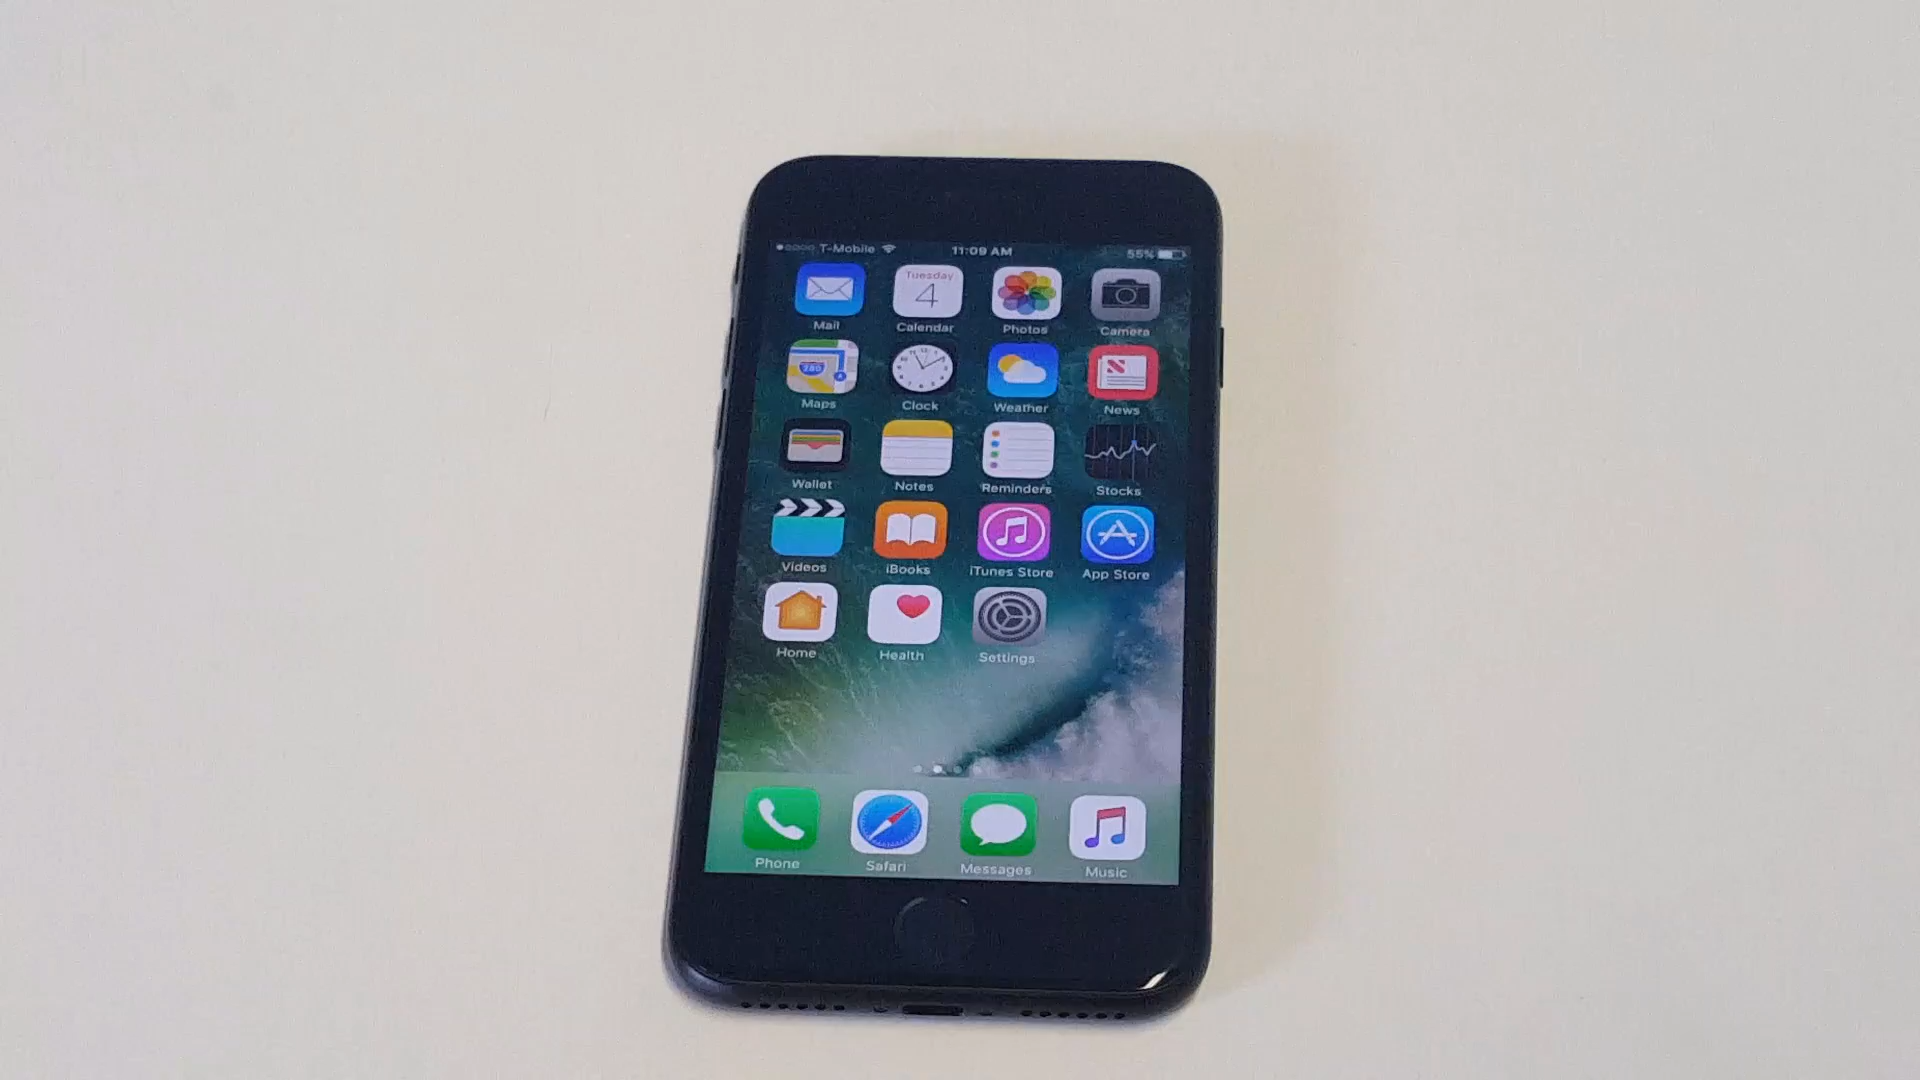 T-Mobile 11:09 AM 55%
Tuesday
4
Mail Calendar Photos Camera
280
Maps Clock Weather News
Wallet Notes Reminders Stocks
Videos iBooks iTunes Store App Store
Home Health Settings
Phone Safari Messages Music